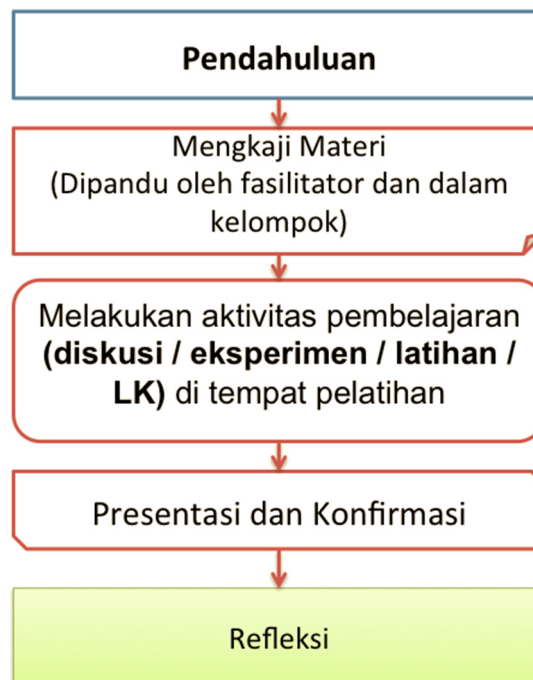 Pendahuluan
Mengkaji Materi
(Dipandu oleh fasilitator dan dalam
kelompok)
Melakukan aktivitas pembelajaran
(diskusi / eksperimen / latihan /
LK) di tempat pelatihan
Presentasi dan Konfirmasi
Refleksi